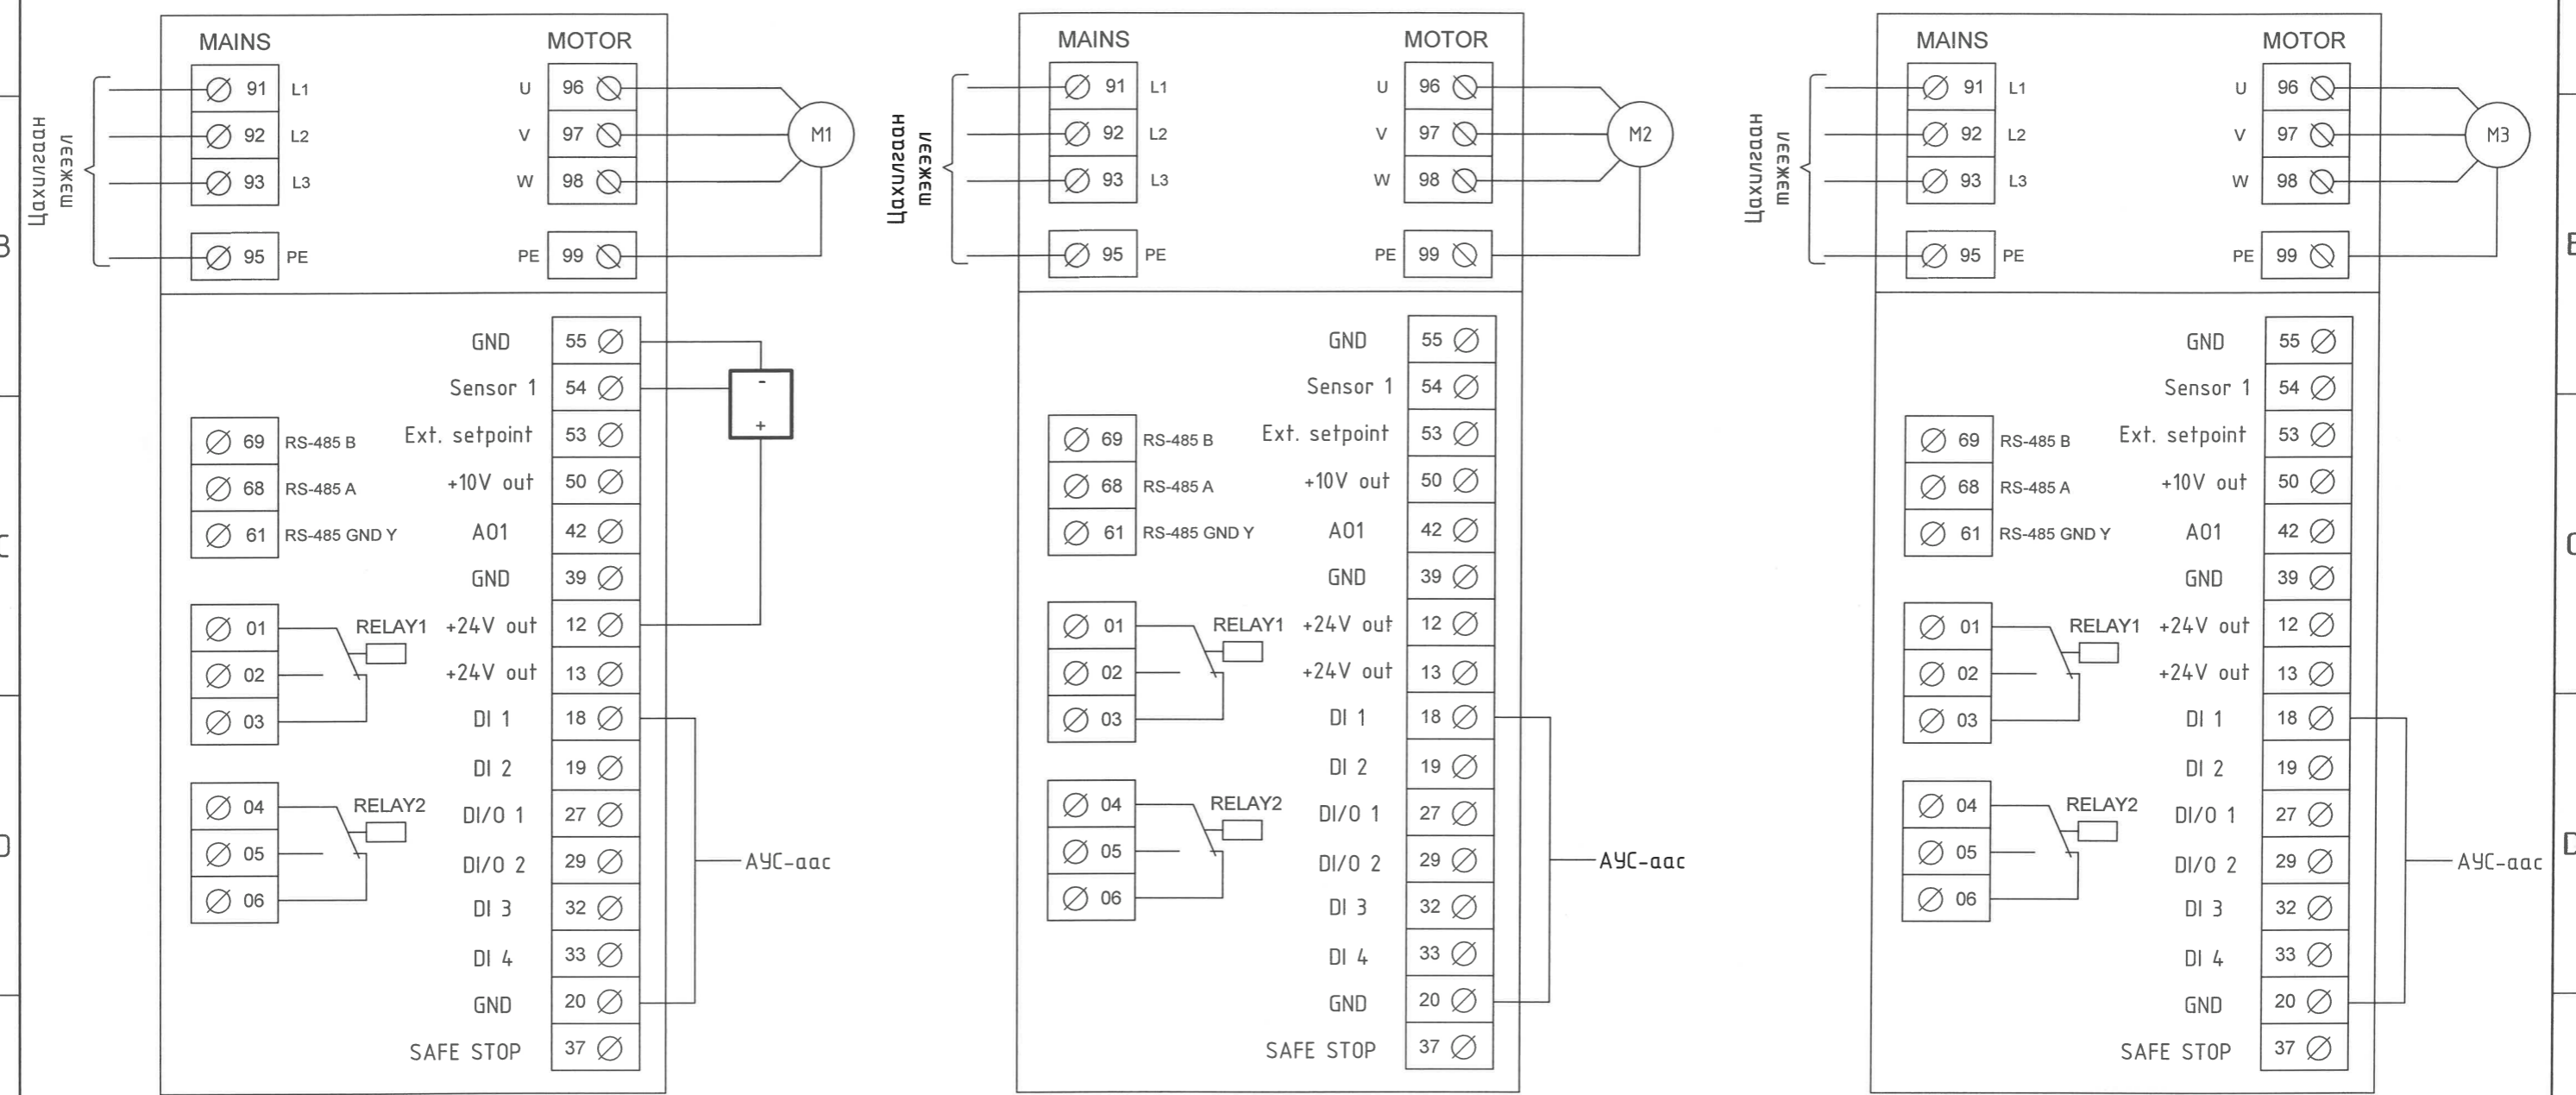 MAINS
MOTOR
91 L1
U 96
92 L2
V 97
M1
93 L3
W 98
95 PE
PE 99
Цахилгаан
тэжээл
GND 55
Sensor 1 54
-
+
Ext. setpoint 53
+10V out 50
AO1 42
GND 39
+24V out 12
+24V out 13
DI 1 18
DI 2 19
DI/O 1 27
DI/O 2 29
DI 3 32
DI 4 33
GND 20
SAFE STOP 37
69 RS-485 B
68 RS-485 A
61 RS-485 GND Y
01
02
03
RELAY1
04
05
06
RELAY2
АУС-аас
MAINS
MOTOR
91 L1
U 96
92 L2
V 97
M2
93 L3
W 98
95 PE
PE 99
Цахилгаан
тэжээл
GND 55
Sensor 1 54
Ext. setpoint 53
+10V out 50
AO1 42
GND 39
+24V out 12
+24V out 13
DI 1 18
DI 2 19
DI/O 1 27
DI/O 2 29
DI 3 32
DI 4 33
GND 20
SAFE STOP 37
69 RS-485 B
68 RS-485 A
61 RS-485 GND Y
01
02
03
RELAY1
04
05
06
RELAY2
АУС-аас
MAINS
MOTOR
91 L1
U 96
92 L2
V 97
M3
93 L3
W 98
95 PE
PE 99
Цахилгаан
тэжээл
GND 55
Sensor 1 54
Ext. setpoint 53
+10V out 50
AO1 42
GND 39
+24V out 12
+24V out 13
DI 1 18
DI 2 19
DI/O 1 27
DI/O 2 29
DI 3 32
DI 4 33
GND 20
SAFE STOP 37
69 RS-485 B
68 RS-485 A
61 RS-485 GND Y
01
02
03
RELAY1
04
05
06
RELAY2
АУС-аас